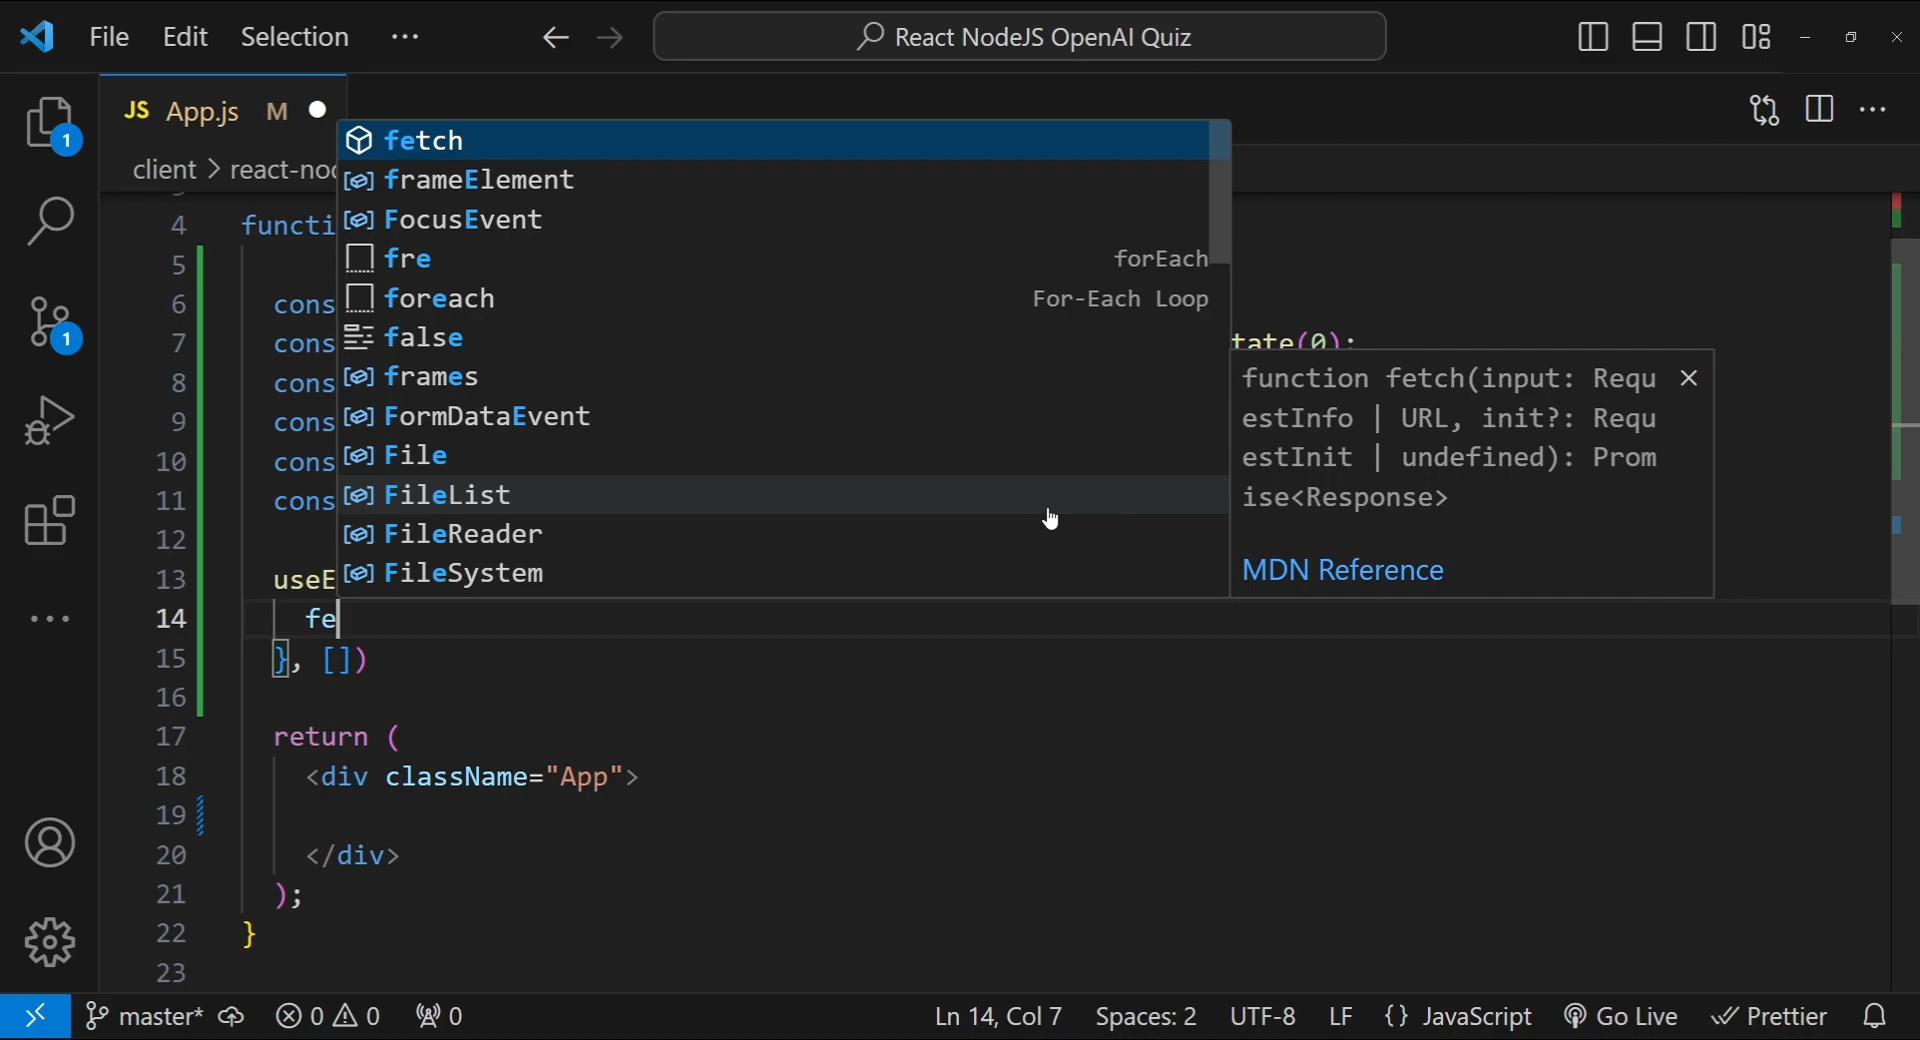 File Edit Selection ··· React NodeJS OpenAI Quiz
JS App.js M
client > react-no
fetch
frameElement
FocusEvent
fre forEach
foreach For-Each Loop
false
frames
FormDataEvent
File
FileList
FileReader
FileSystem
function fetch(input: Requ
estInfo | URL, init?: Requ
estInit | undefined): Prom
ise<Response>
MDN Reference
4 functi
5
6 cons
7 cons tate(0);
8 cons
9 cons
10 cons
11 cons
12
13 useE
14 fe
15 }, [])
16
17 return (
18 <div className="App">
19
20 </div>
21 );
22 }
23
1
1
master* 0 0 0 Ln 14, Col 7 Spaces: 2 UTF-8 LF {} JavaScript Go Live Prettier